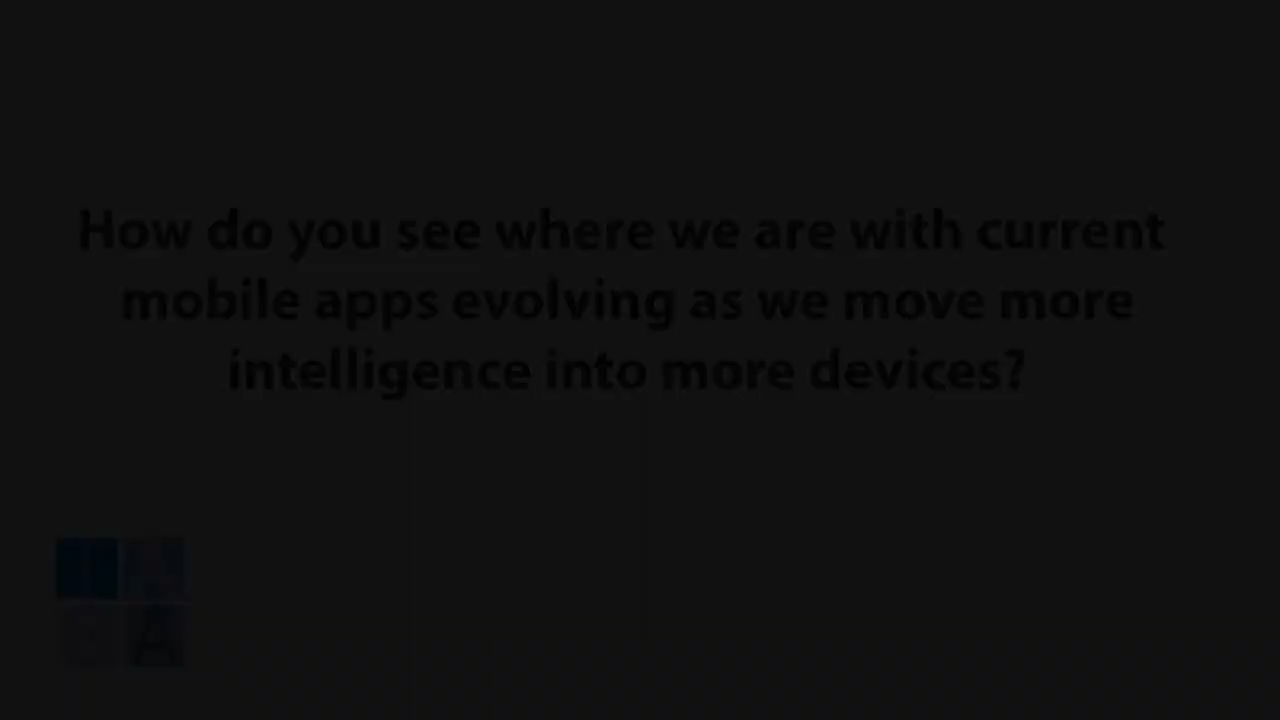 How do you see where we are with current
mobile apps evolving as we move more
intelligence into more devices?